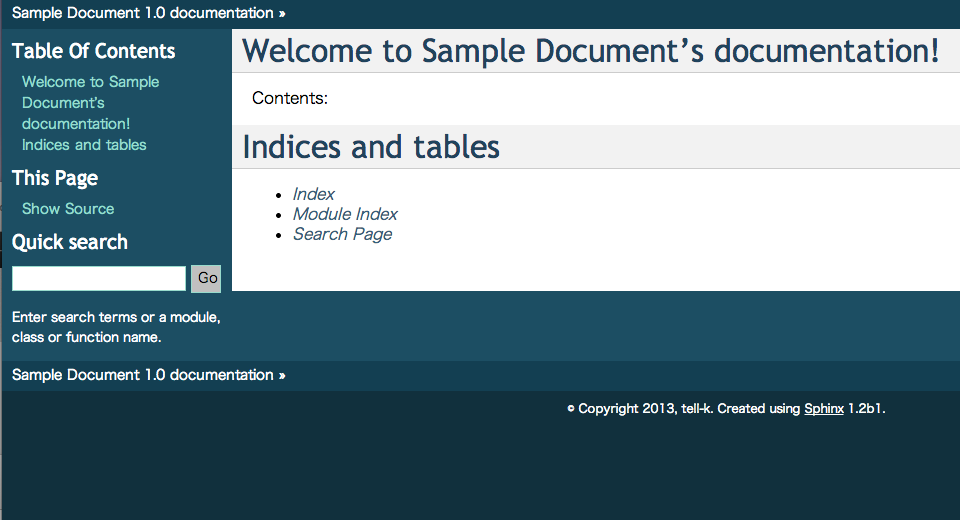 Sample Document 1.0 documentation »
Table Of Contents
Welcome to Sample
Document's
documentation!
Indices and tables
This Page
Show Source
Quick search
Go
Enter search terms or a module,
class or function name.
Welcome to Sample Document’s documentation!
Contents:
Indices and tables
Index
Module Index
Search Page
Sample Document 1.0 documentation »
© Copyright 2013, tell-k. Created using Sphinx 1.2b1.